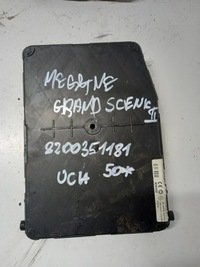 MEGANE
GRAND SCENIC
II
8200351181
UCH 50*